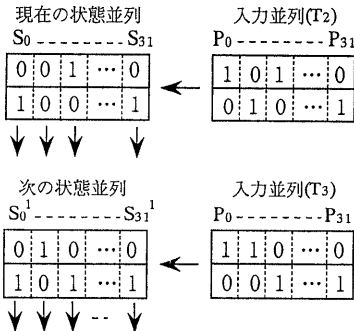 現在の状態並列 入力並列(T₂)
S₀ --------- S₃₁ P₀ --------- P₃₁
0 0 1 … 0 1 0 1 … 0
1 0 0 … 1 0 1 0 … 1
次の状態並列 入力並列(T₃)
S₀¹ --------- S₃₁¹ P₀ --------- P₃₁
0 1 0 … 0 1 1 0 … 0
1 0 1 … 1 0 0 1 … 1